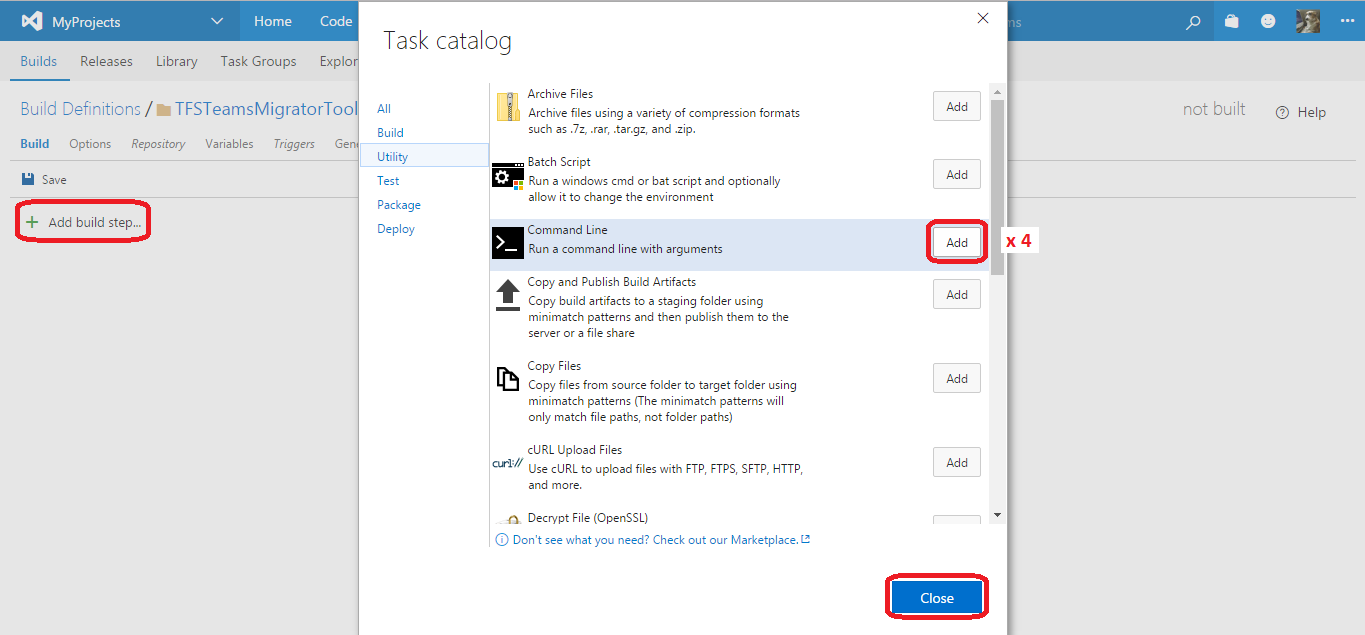 MyProjects
Home
Code
ms
Builds
Releases
Library
Task Groups
Explor
Build Definitions / TFSTeamsMigratorTool
not built
Help
Build
Options
Repository
Variables
Triggers
Gene
Save
Add build step...
Task catalog
All
Build
Utility
Test
Package
Deploy
Archive Files
Archive files using a variety of compression formats
such as .7z, .rar, .tar.gz, and .zip.
Add
Batch Script
Run a windows cmd or bat script and optionally
allow it to change the environment
Add
Command Line
Run a command line with arguments
Add
x 4
Copy and Publish Build Artifacts
Copy build artifacts to a staging folder using
minimatch patterns and then publish them to the
server or a file share
Add
Copy Files
Copy files from source folder to target folder using
minimatch patterns (The minimatch patterns will
only match file paths, not folder paths)
Add
curl://
cURL Upload Files
Use cURL to upload files with FTP, FTPS, SFTP, HTTP,
and more.
Add
Decrypt File (OpenSSL)
Don't see what you need? Check out our Marketplace.
Close